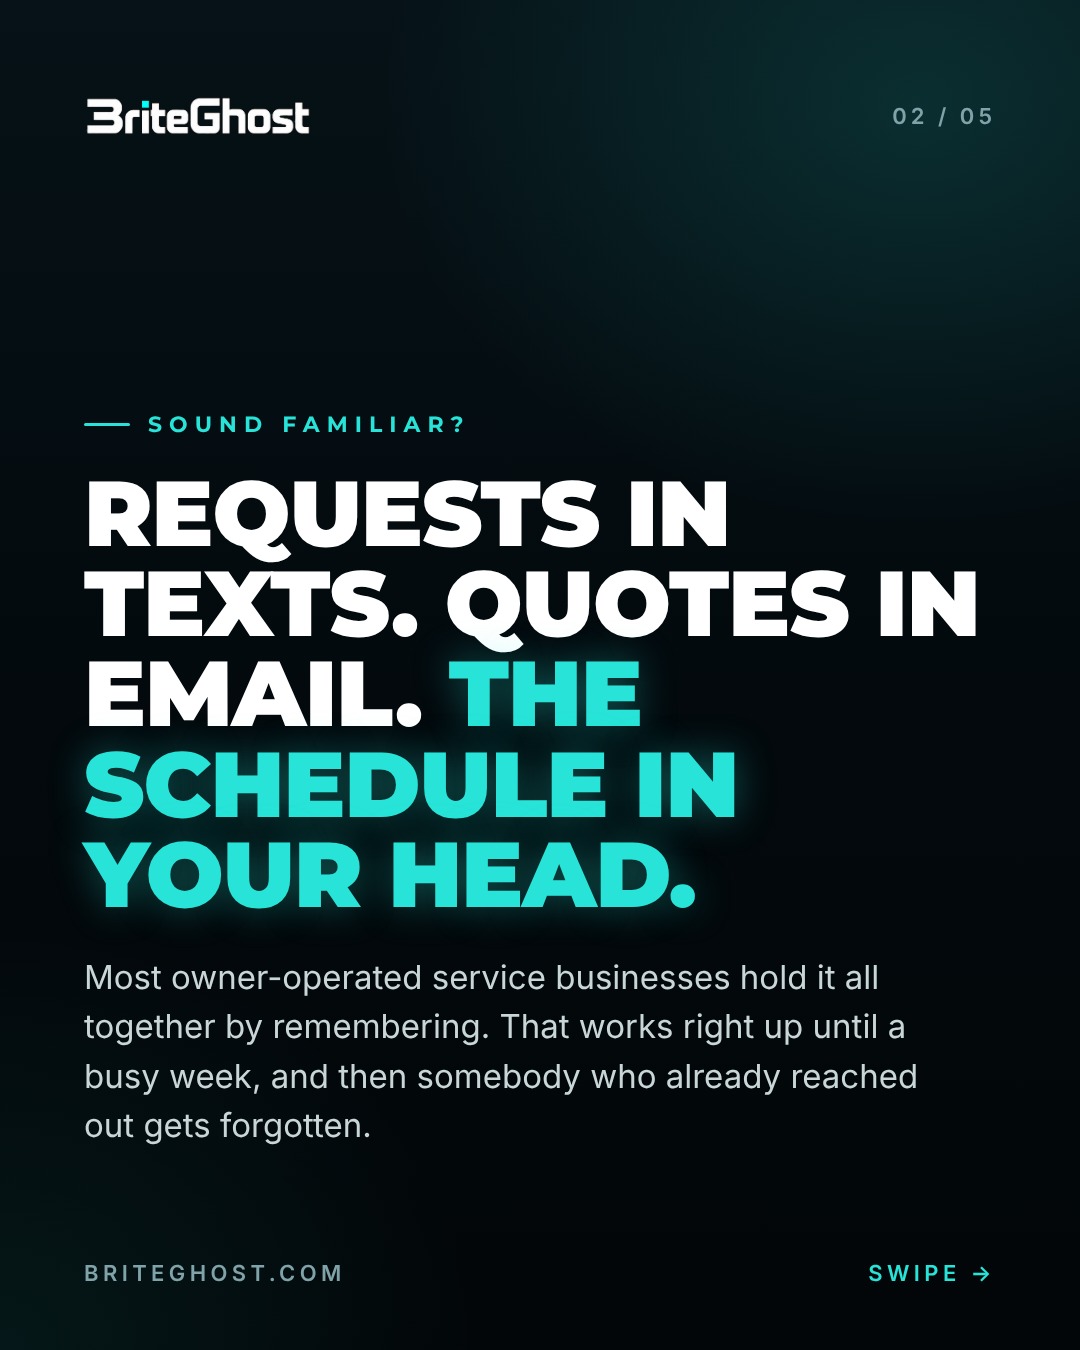 BriteGhost
02 / 05
SOUND FAMILIAR?
REQUESTS IN
TEXTS. QUOTES IN
EMAIL. THE
SCHEDULE IN
YOUR HEAD.
Most owner-operated service businesses hold it all
together by remembering. That works right up until a
busy week, and then somebody who already reached
out gets forgotten.
BRITEGHOST.COM
SWIPE →